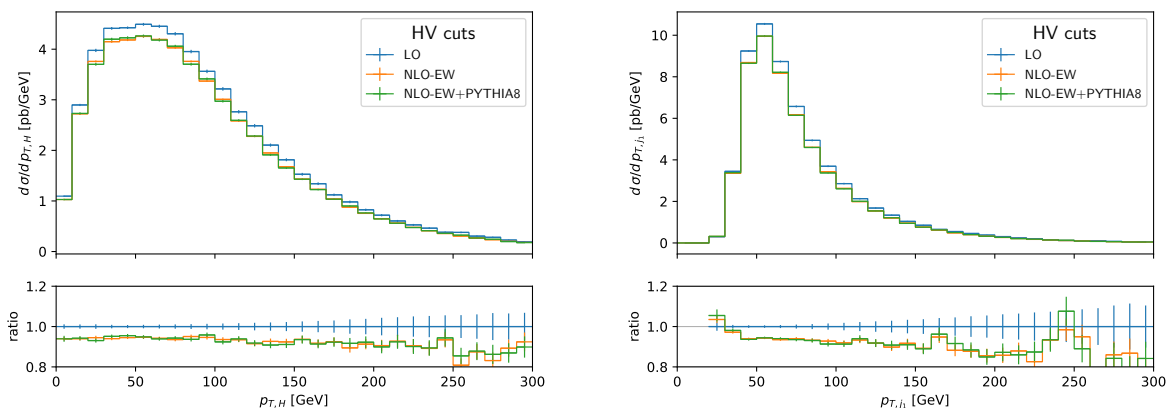 HV cuts
LO
NLO-EW
NLO-EW+PYTHIA8
dσ/dp_{T,H} [pb/GeV]
4
3
2
1
0
1.2
1.0
0.8
ratio
0 50 100 150 200 250 300
p_{T,H} [GeV]
HV cuts
LO
NLO-EW
NLO-EW+PYTHIA8
dσ/dp_{T,j_1} [pb/GeV]
10
8
6
4
2
0
1.2
1.0
0.8
ratio
0 50 100 150 200 250 300
p_{T,j_1} [GeV]